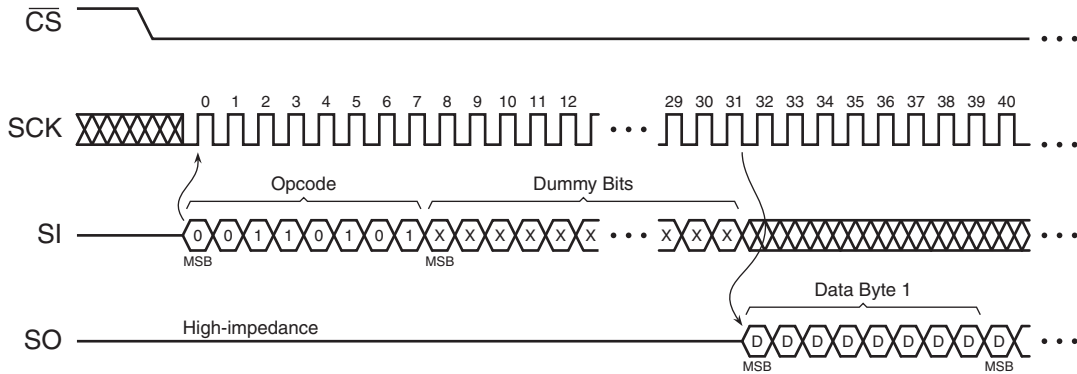 CS
• • •
0 1 2 3 4 5 6 7 8 9 10 11 12 29 30 31 32 33 34 35 36 37 38 39 40
SCK • • • • • •
Opcode Dummy Bits
SI 0 0 1 1 0 1 0 1 X X X X X X • • • X X X • • •
MSB MSB
Data Byte 1
High-impedance
SO D D D D D D D D D • • •
MSB MSB